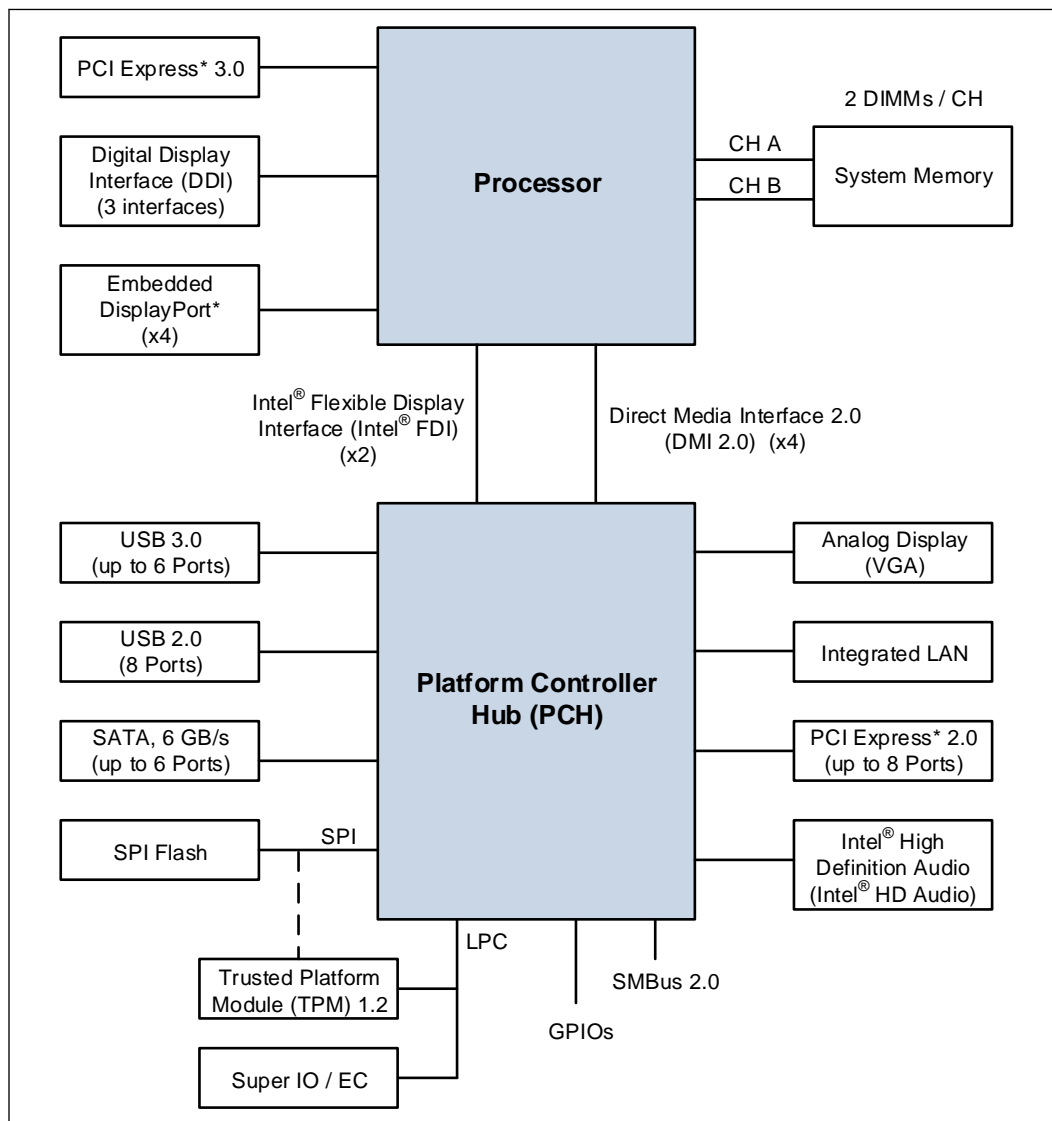 PCI Express* 3.0
Digital Display
Interface (DDI)
(3 interfaces)
Embedded
DisplayPort*
(x4)
Processor
2 DIMMs / CH
CH A
CH B
System Memory
Intel® Flexible Display
Interface (Intel® FDI)
(x2)
Direct Media Interface 2.0
(DMI 2.0) (x4)
USB 3.0
(up to 6 Ports)
USB 2.0
(8 Ports)
SATA, 6 GB/s
(up to 6 Ports)
SPI Flash
SPI
Platform Controller
Hub (PCH)
Analog Display
(VGA)
Integrated LAN
PCI Express* 2.0
(up to 8 Ports)
Intel® High
Definition Audio
(Intel® HD Audio)
LPC
Trusted Platform
Module (TPM) 1.2
Super IO / EC
SMBus 2.0
GPIOs